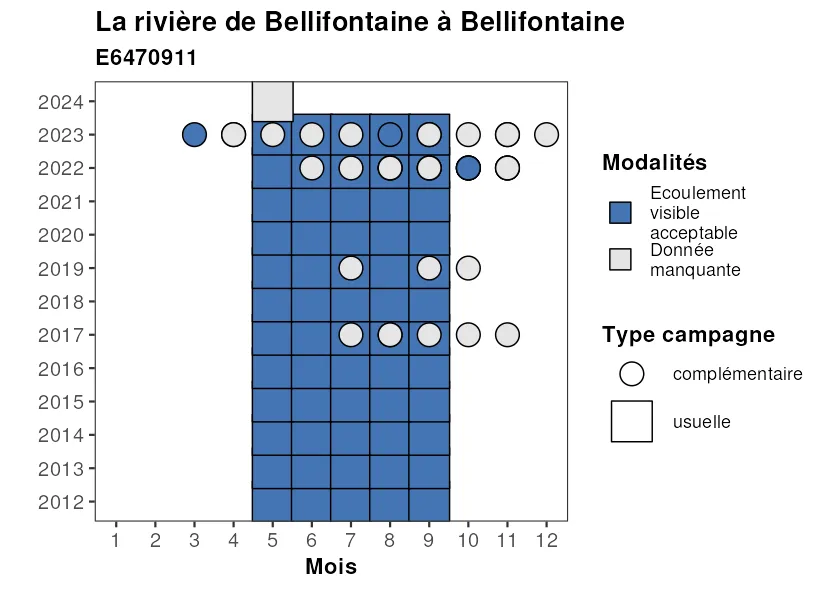 La rivière de Bellifontaine à Bellifontaine
E6470911
2024
2023
2022
2021
2020
2019
2018
2017
2016
2015
2014
2013
2012
1 2 3 4 5 6 7 8 9 10 11 12
Mois
Modalités
Ecoulement
visible
acceptable
Donnée
manquante
Type campagne
complémentaire
usuelle